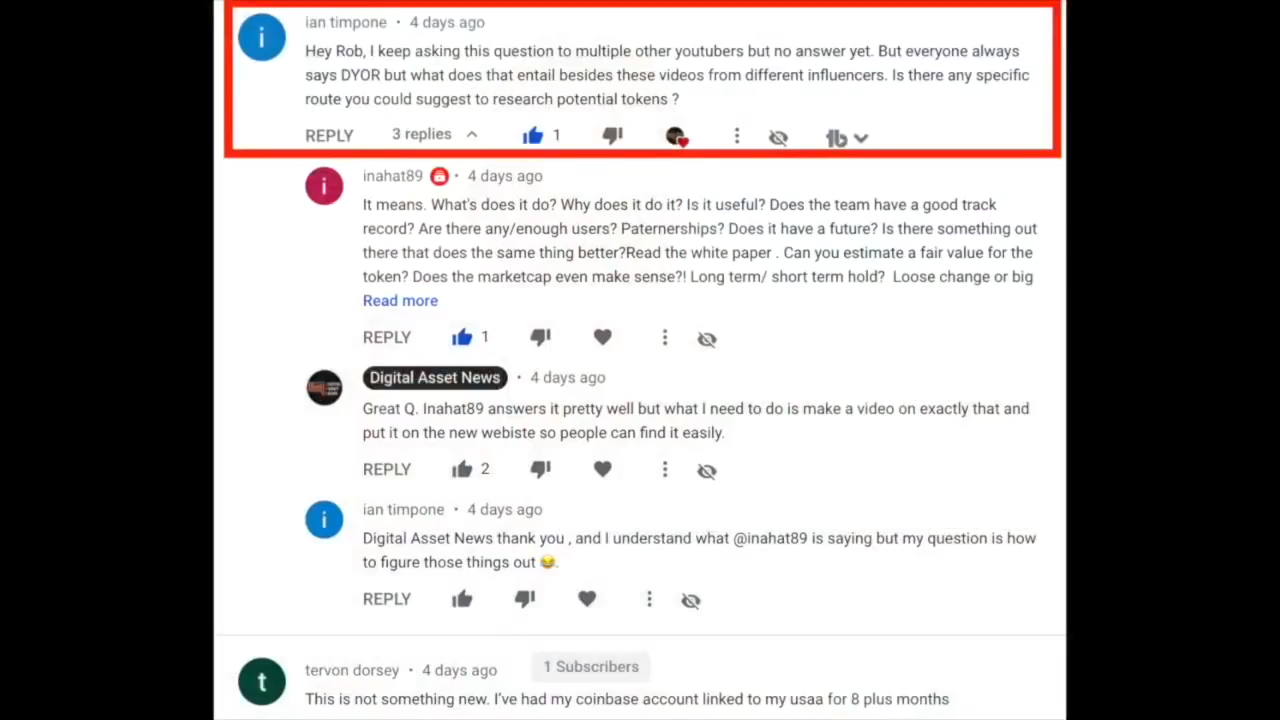 ian timpone • 4 days ago
Hey Rob, I keep asking this question to multiple other youtubers but no answer yet. But everyone always
says DYOR but what does that entail besides these videos from different influencers. Is there any specific
route you could suggest to research potential tokens ?
REPLY 3 replies 1
inahat89 • 4 days ago
It means. What's does it do? Why does it do it? Is it useful? Does the team have a good track
record? Are there any/enough users? Paternerships? Does it have a future? Is there something out
there that does the same thing better?Read the white paper . Can you estimate a fair value for the
token? Does the marketcap even make sense?! Long term/ short term hold? Loose change or big
Read more
REPLY 1
Digital Asset News • 4 days ago
Great Q. Inahat89 answers it pretty well but what I need to do is make a video on exactly that and
put it on the new webiste so people can find it easily.
REPLY 2
ian timpone • 4 days ago
Digital Asset News thank you , and I understand what @inahat89 is saying but my question is how
to figure those things out 😂.
REPLY
tervon dorsey • 4 days ago 1 Subscribers
This is not something new. I've had my coinbase account linked to my usaa for 8 plus months